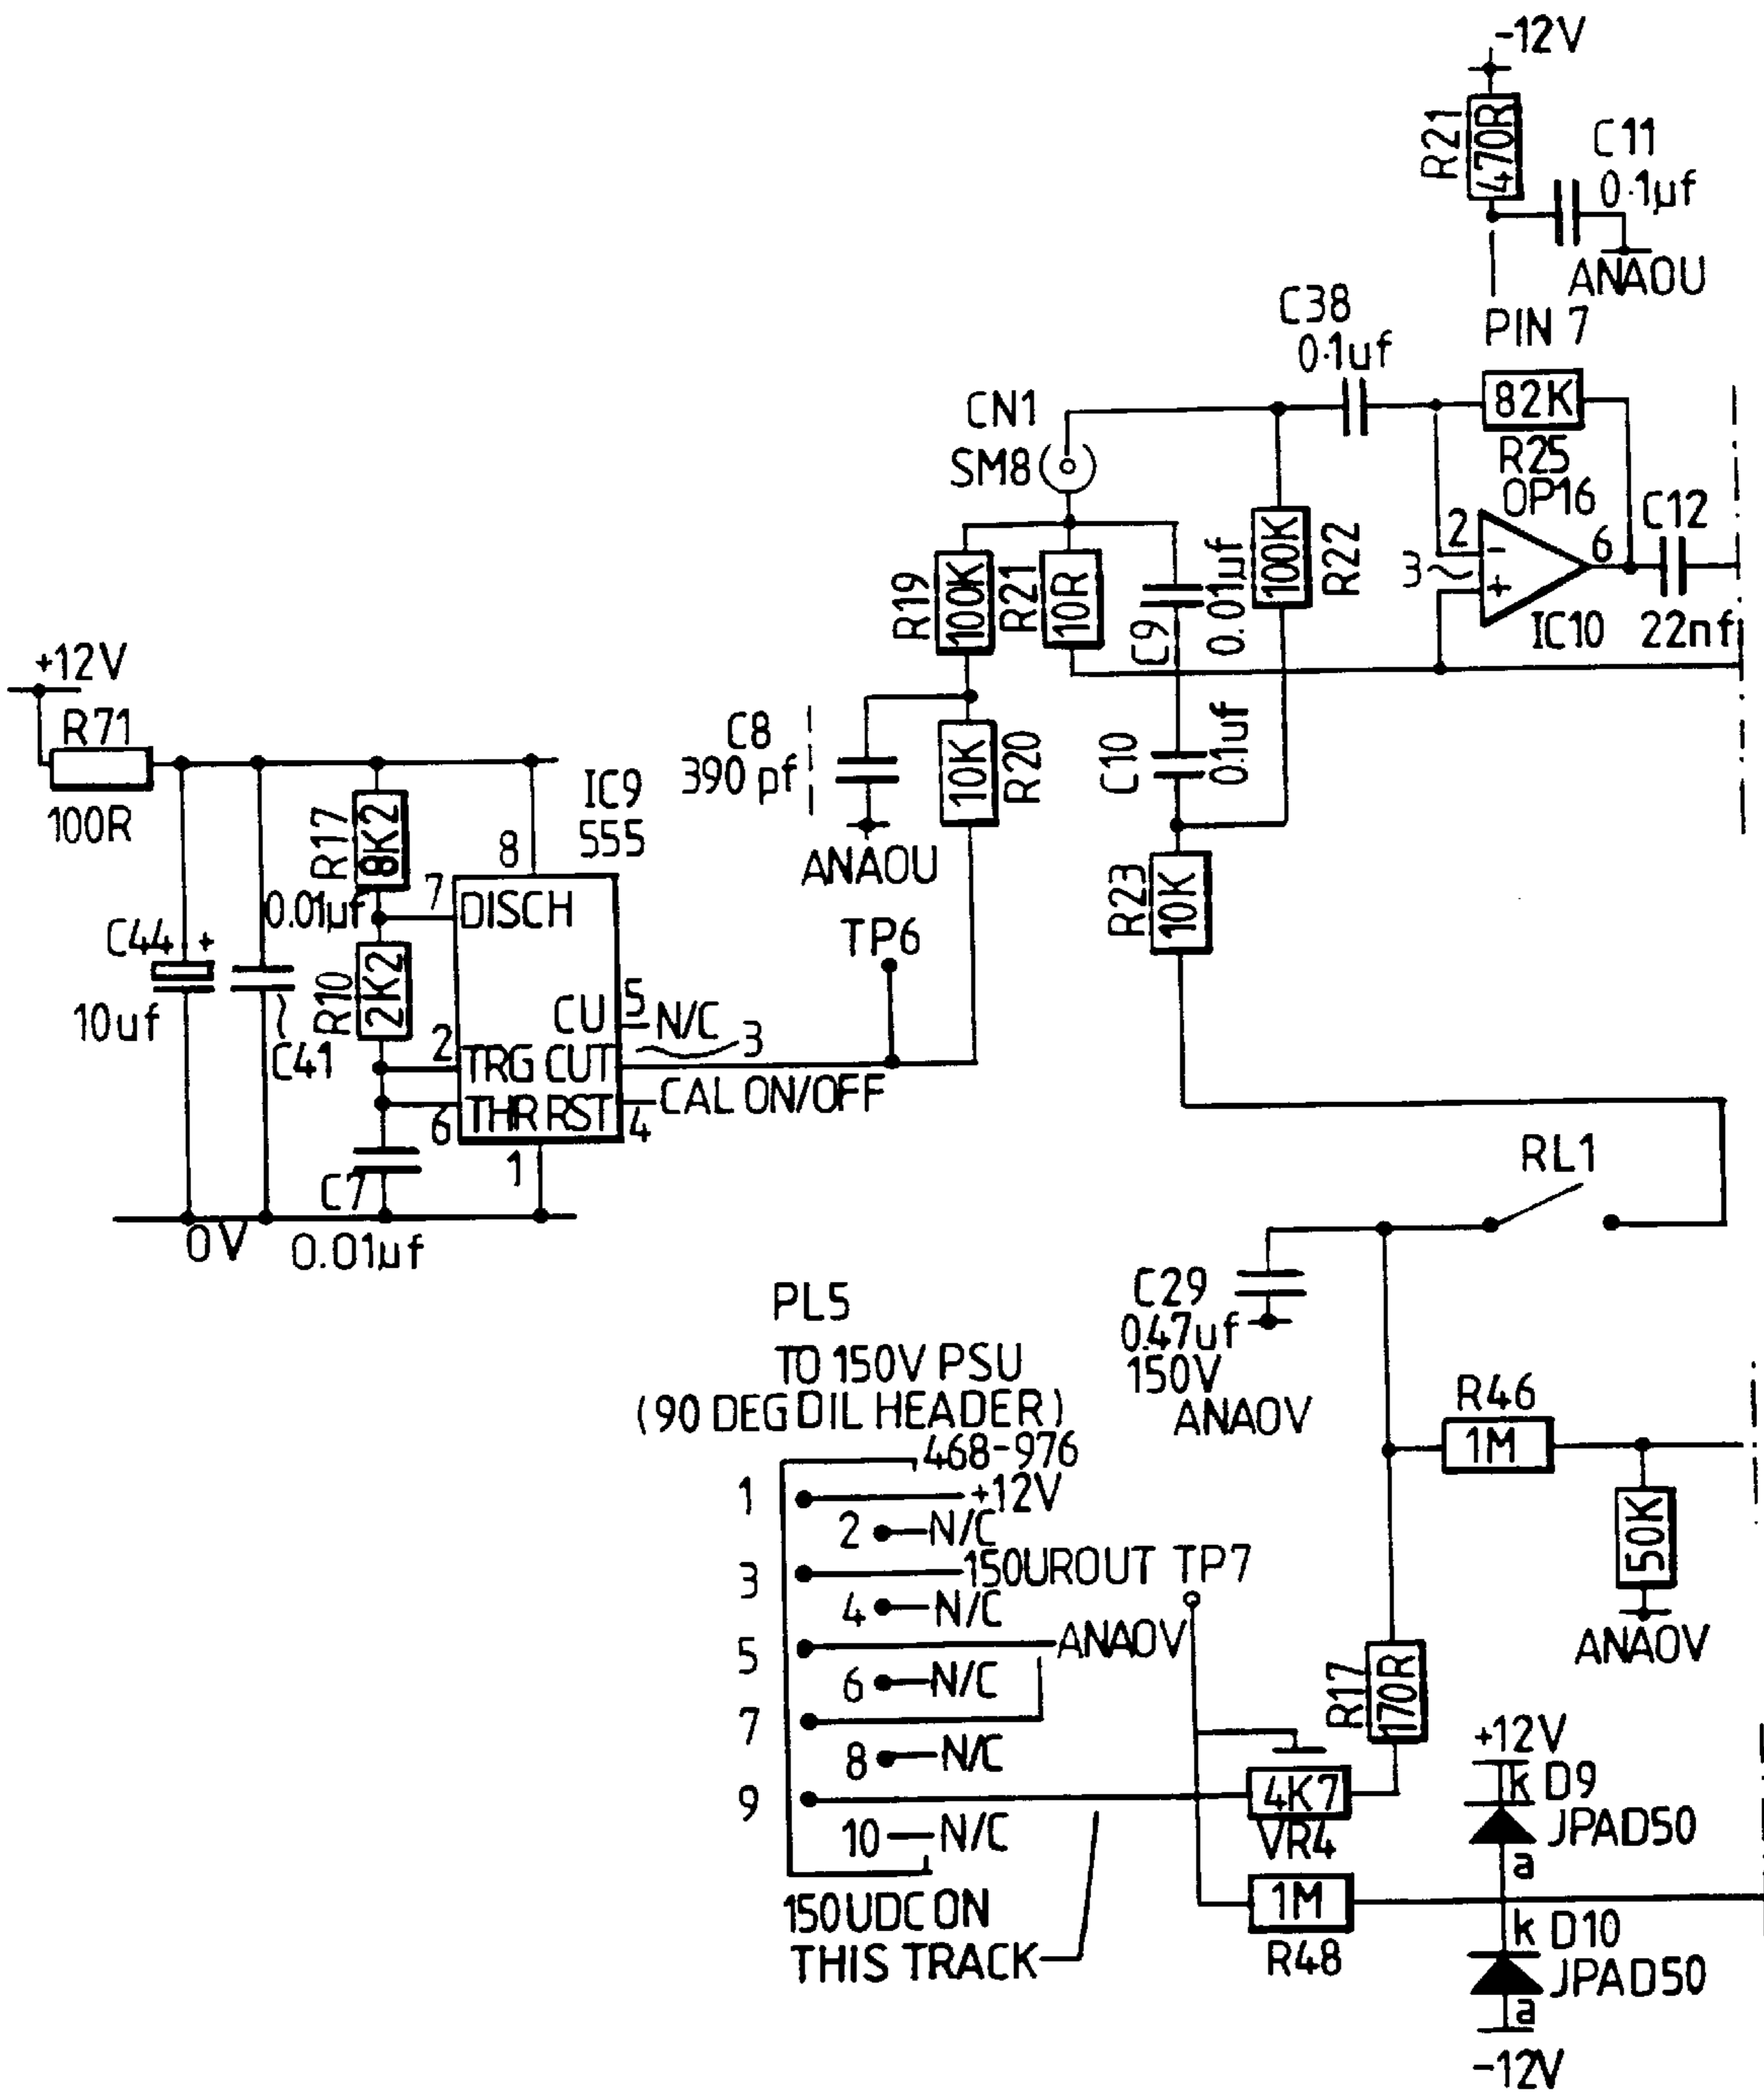 -12V
R21
470R
C11
0.1µf
ANAOU
PIN 7
C38
0.1uf
CN1
SM8
82K
R25
OP16
C12
2
-
3
+
6
IC10
22nf
R19
100K
R21
10R
C9
0.01µf
100K
R22
+12V
R71
100R
C8
390 pf
10K
R20
C10
0.1uf
ANAOU
R23
10K
IC9
555
R17
8K2
8
0.01µf
7
DISCH
C44
+
10uf
R10
2K2
C41
TP6
CU
5
N/C
2
TRG
CUT
3
THR
RST
CAL ON/OFF
6
4
C7
1
0V
0.01µf
RL1
C29
0.47uf
150V
ANAOV
PL5
TO 150V PSU
(90 DEG DIL HEADER)
468-976
1
+12V
2
N/C
3
150UROUT
TP7
4
N/C
5
ANAOV
6
N/C
7
8
N/C
9
10
N/C
150UDC ON
THIS TRACK
R46
1M
50K
ANAOV
R17
170R
4K7
VR4
1M
R48
+12V
k
D9
JPAD50
a
k
D10
JPAD50
a
-12V